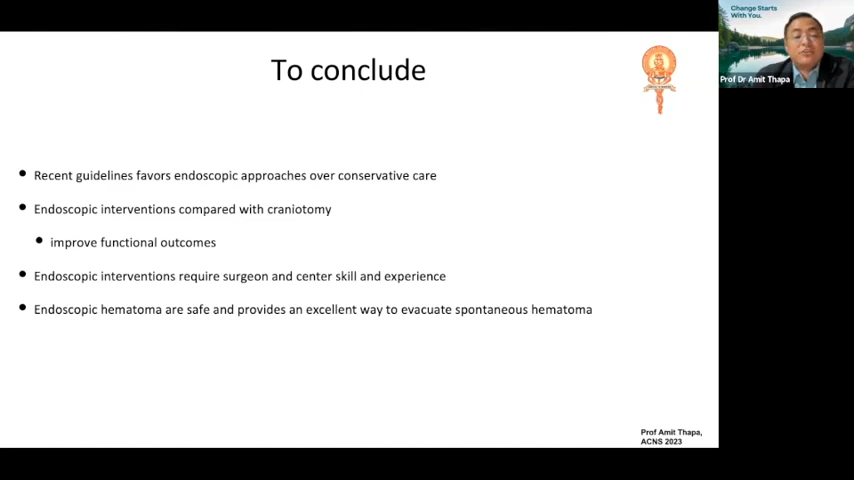 Change Starts
With You.
Prof Dr Amit Thapa
To conclude
Recent guidelines favors endoscopic approaches over conservative care
Endoscopic interventions compared with craniotomy
improve functional outcomes
Endoscopic interventions require surgeon and center skill and experience
Endoscopic hematoma are safe and provides an excellent way to evacuate spontaneous hematoma
Prof Amit Thapa,
ACNS 2023